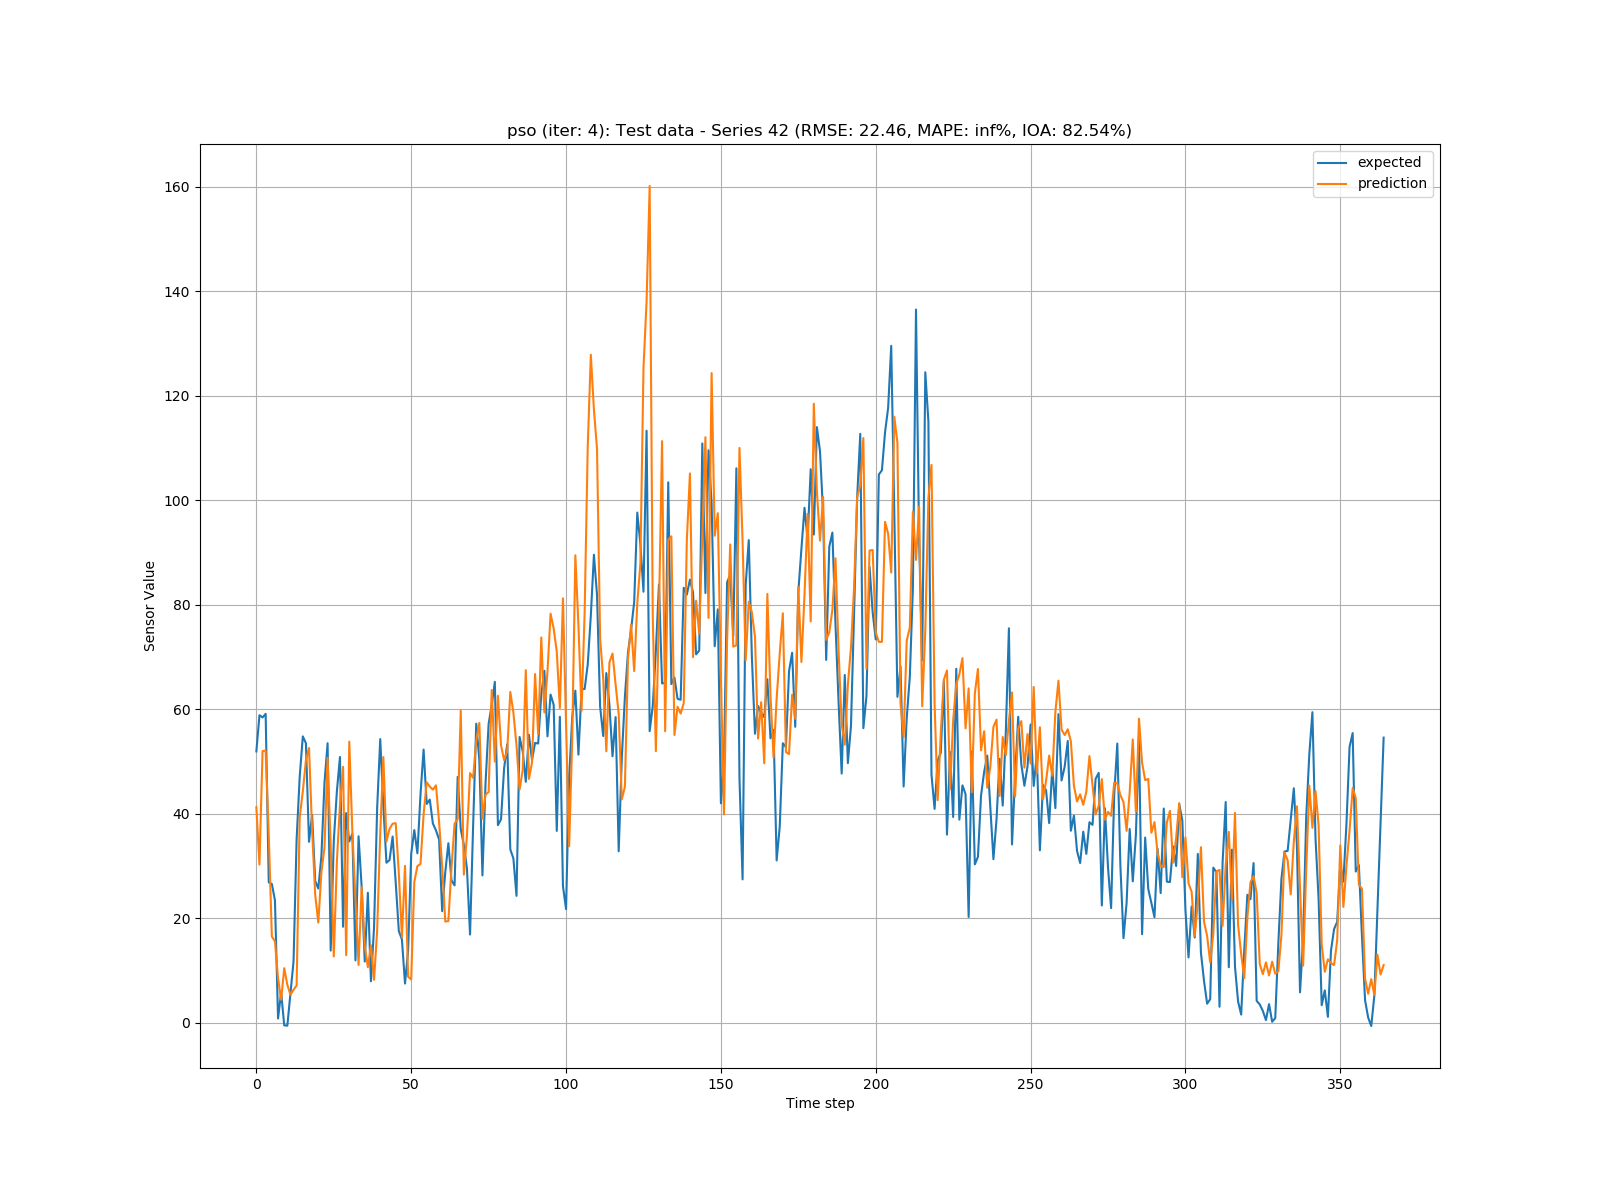 pso (iter: 4): Test data - Series 42 (RMSE: 22.46, MAPE: inf%, IOA: 82.54%)
expected
prediction
160
140
120
100
80
60
40
20
0
Sensor Value
0 50 100 150 200 250 300 350
Time step